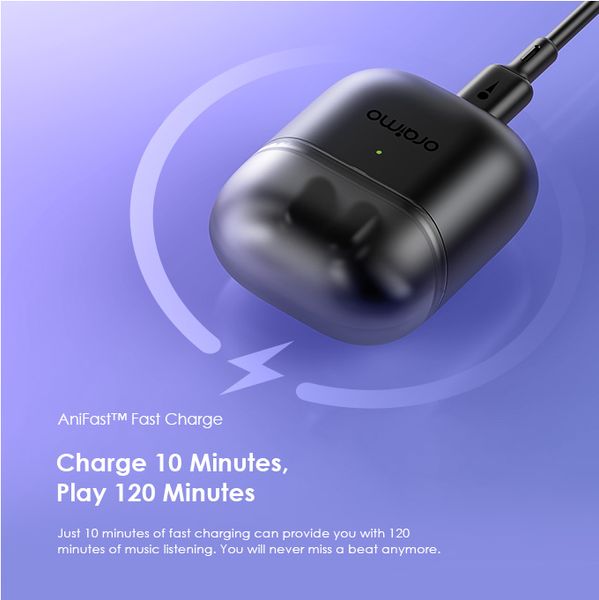 oraimo
AniFast™ Fast Charge
Charge 10 Minutes,
Play 120 Minutes
Just 10 minutes of fast charging can provide you with 120
minutes of music listening. You will never miss a beat anymore.